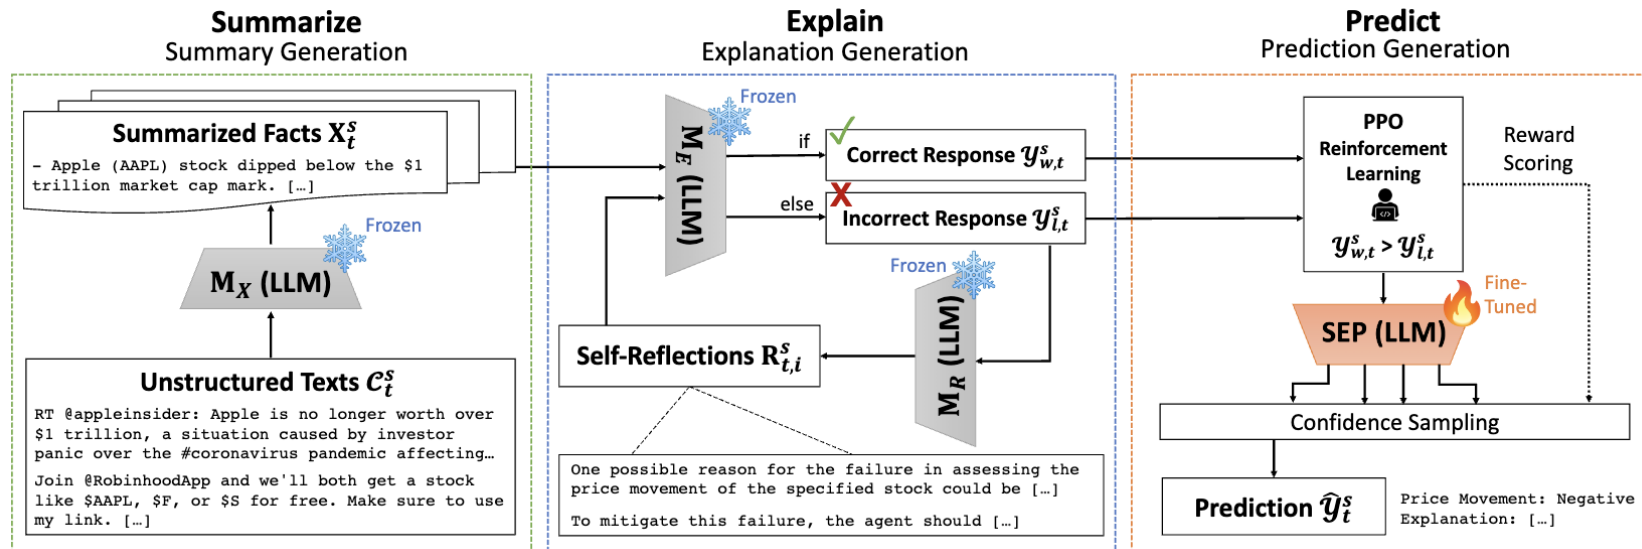 Summarize
Summary Generation
Summarized Facts X_t^s
– Apple (AAPL) stock dipped below the $1
trillion market cap mark. […]
Frozen
M_X (LLM)
Unstructured Texts 𝒞_t^s
RT @appleinsider: Apple is no longer worth over
$1 trillion, a situation caused by investor
panic over the #coronavirus pandemic affecting…
Join @RobinhoodApp and we'll both get a stock
like $AAPL, $F, or $S for free. Make sure to use
my link. […]
Explain
Explanation Generation
Frozen
M_E (LLM)
if
Correct Response 𝒴_{w,t}^s
else
Incorrect Response 𝒴_{l,t}^s
Frozen
M_R (LLM)
Self-Reflections R_{t,i}^s
One possible reason for the failure in assessing the
price movement of the specified stock could be […]
To mitigate this failure, the agent should […]
Predict
Prediction Generation
PPO
Reinforcement
Learning
𝒴_{w,t}^s > 𝒴_{l,t}^s
Reward
Scoring
Fine-
Tuned
SEP (LLM)
Confidence Sampling
Prediction 𝒴̂_t^s
Price Movement: Negative
Explanation: […]